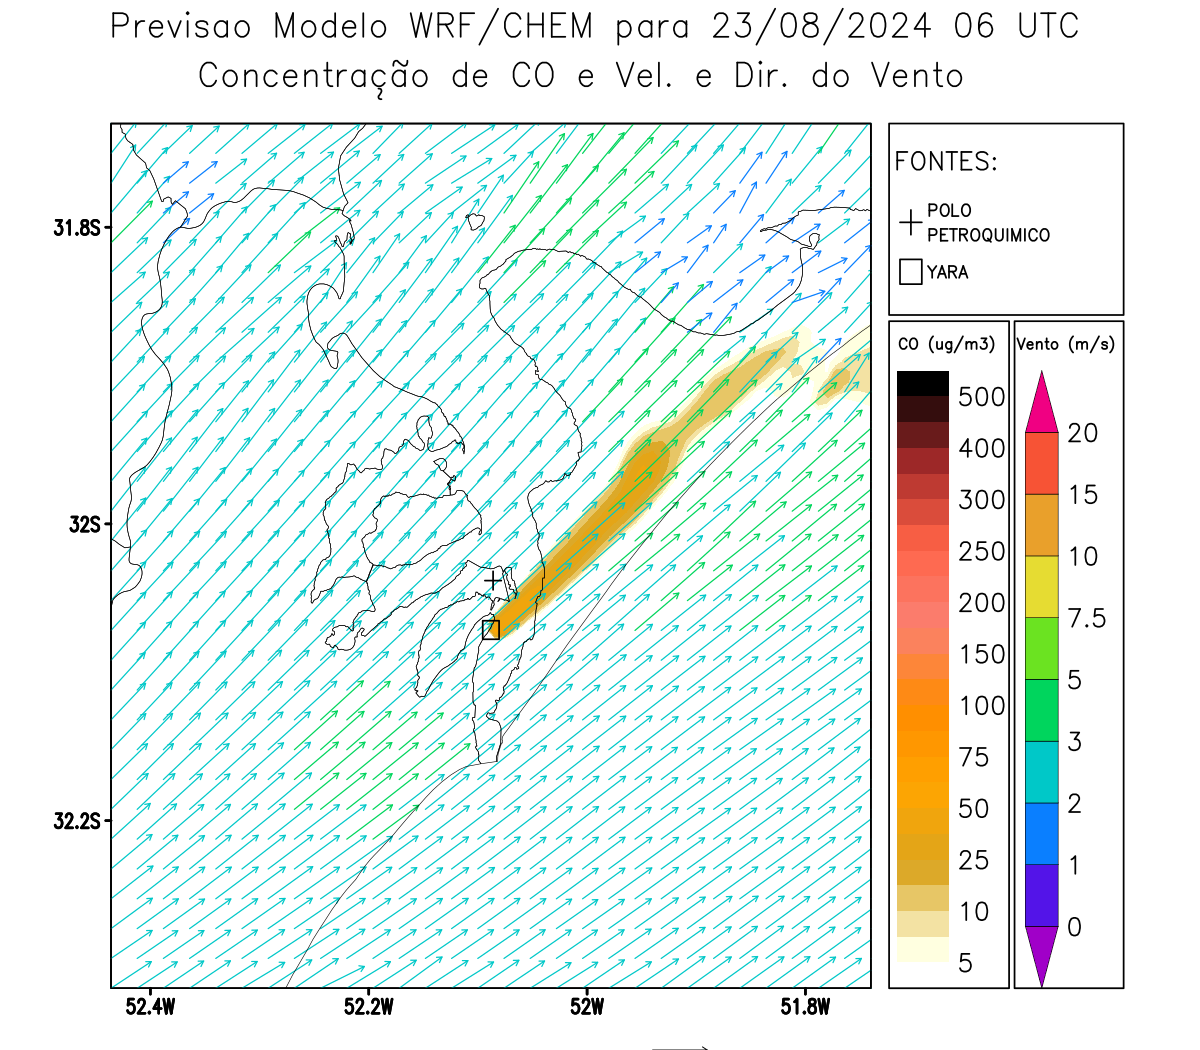 Previsao Modelo WRF/CHEM para 23/08/2024 06 UTC
Concentração de CO e Vel. e Dir. do Vento
FONTES:
POLO
PETROQUIMICO
YARA
CO (ug/m3)
500
400
300
250
200
150
100
75
50
25
10
5
Vento (m/s)
20
15
10
7.5
5
3
2
1
0
31.8S
32S
32.2S
52.4W
52.2W
52W
51.8W